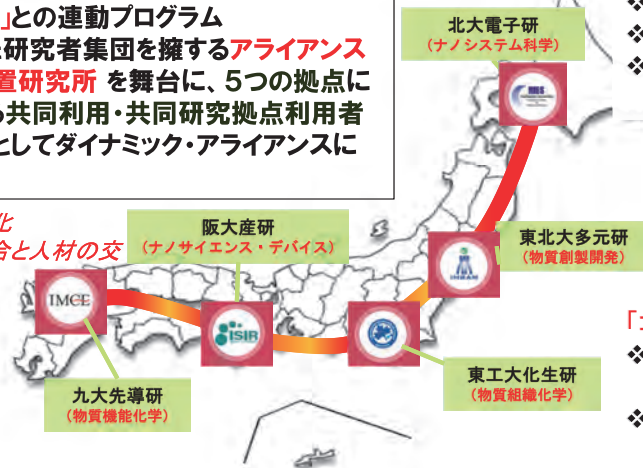 」との連動プログラム
研究者集団を擁するアライアンス
置研究所 を舞台に、5つの拠点に
共同利用・共同研究拠点利用者
としてダイナミック・アライアンスに
化
合と人材の交
北大電子研
(ナノシステム科学)
阪大産研
(ナノサイエンス・デバイス)
東北大多元研
(物質創製開発)
IMCE
ISIR
九大先導研
(物質機能化学)
東工大化生研
(物質組織化学)